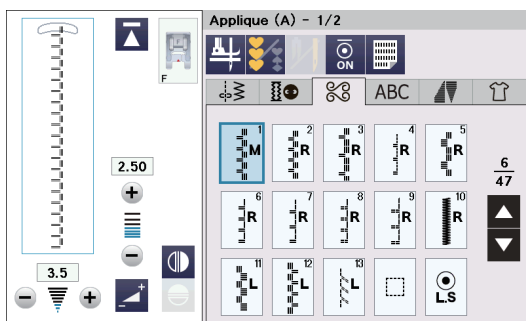 Applique (A) - 1/2
F
ON
ABC
2.50
3.5
1 M
2 R
3 R
4 R
5 R
6 R
7 R
8 R
9 R
10 R
11 L
12 L
13 L
L.S
6
47